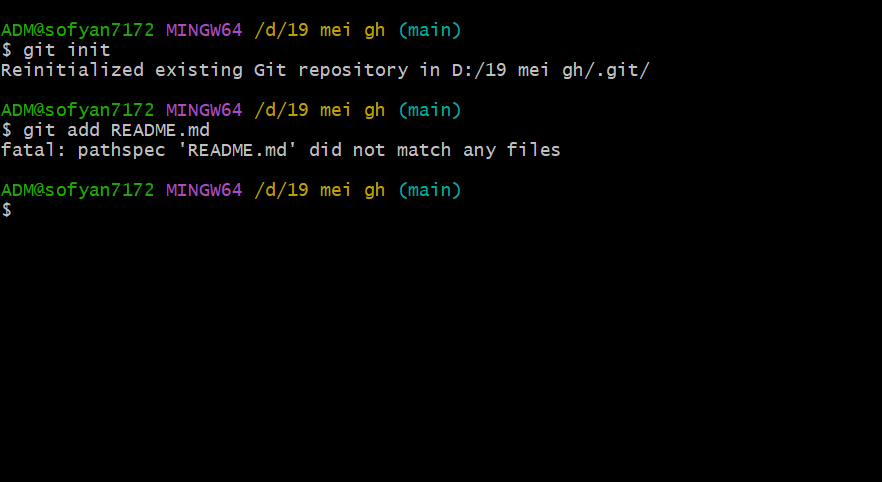 ADM@sofyan7172 MINGW64 /d/19 mei gh (main)
$ git init
Reinitialized existing Git repository in D:/19 mei gh/.git/
ADM@sofyan7172 MINGW64 /d/19 mei gh (main)
$ git add README.md
fatal: pathspec 'README.md' did not match any files
ADM@sofyan7172 MINGW64 /d/19 mei gh (main)
$